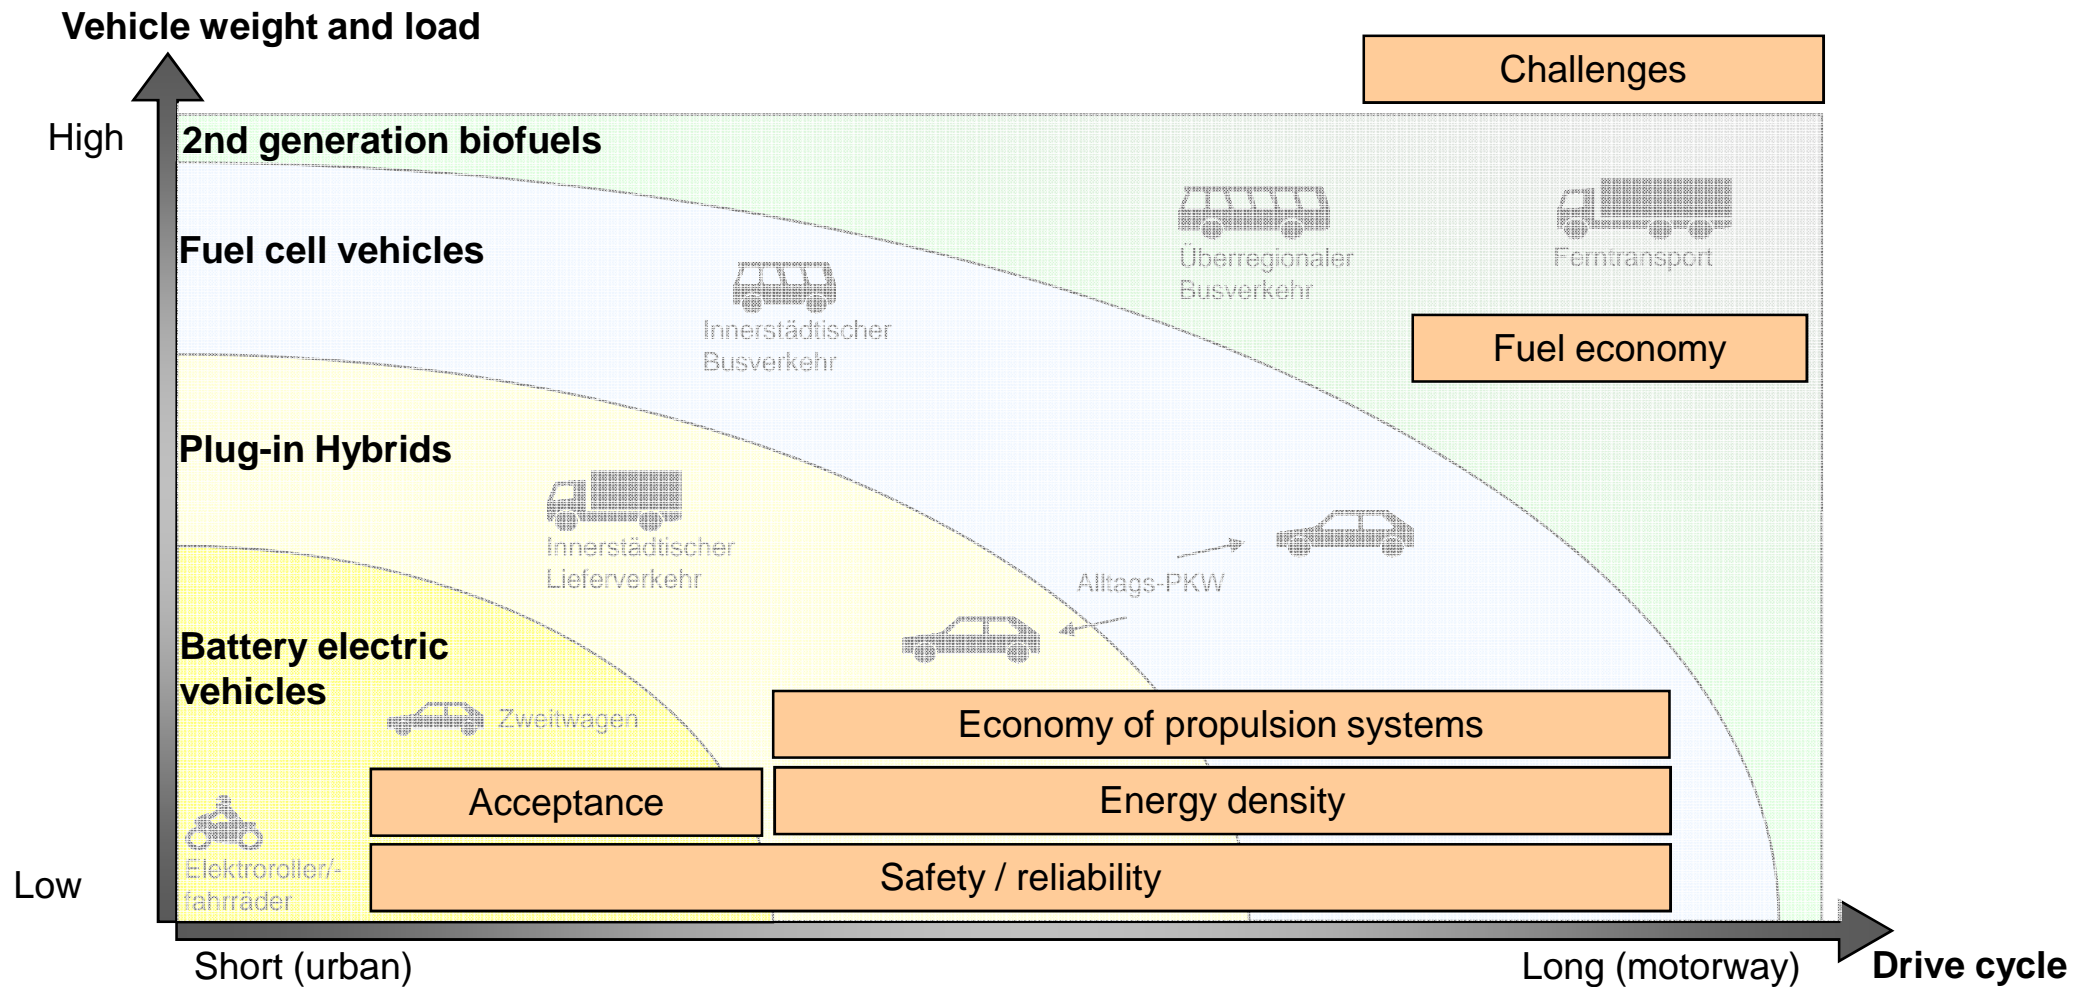 Vehicle weight and load
Challenges
High
2nd generation biofuels
Fuel cell vehicles
Überregionaler
Busverkehr
Ferntransport
Innerstädtischer
Busverkehr
Fuel economy
Plug-in Hybrids
Innerstädtischer
Lieferverkehr
Alltags-PKW
Battery electric
vehicles
Zweitwagen
Economy of propulsion systems
Acceptance
Energy density
Elektroroller/-
fahrräder
Safety / reliability
Low
Short (urban)
Long (motorway)
Drive cycle